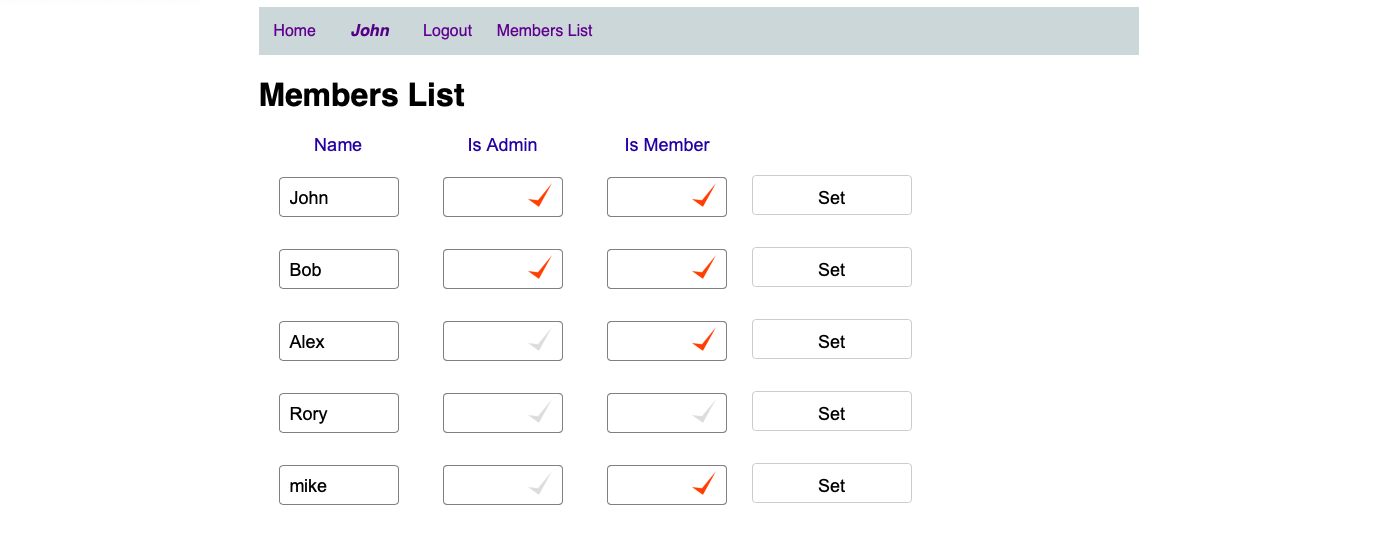 Home John Logout Members List
Members List
Name Is Admin Is Member
John Set
Bob Set
Alex Set
Rory Set
mike Set